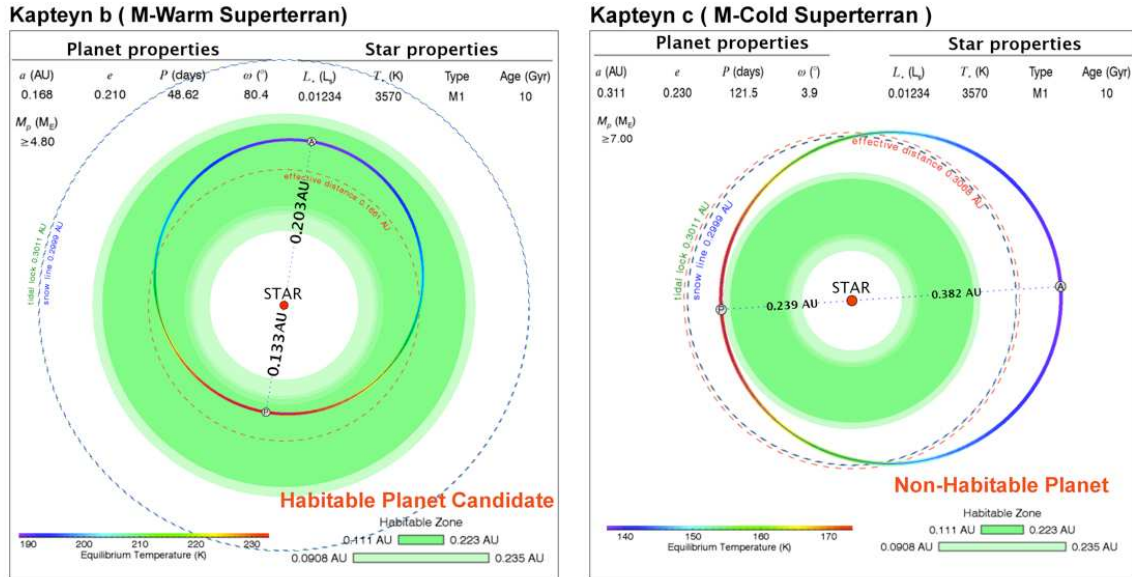 Kapteyn b ( M-Warm Superterran)
Planet properties Star properties
a (AU) e P (days) ω (°) L* (L$) T* (K) Type Age (Gyr)
0.168 0.210 48.62 80.4 0.01234 3570 M1 10
Mp (ME)
≥4.80
A
effective distance 0.1661 AU
0.203AU
tidal lock 0.3011 AU
snow line 0.2999 AU
STAR
0.133AU
P
Habitable Planet Candidate
Habitable Zone
0.111 AU 0.223 AU
0.0908 AU 0.235 AU
190 200 210 220 230
Equilibrium Temperature (K)
Kapteyn c ( M-Cold Superterran )
Planet properties Star properties
a (AU) e P (days) ω (°) L* (L$) T* (K) Type Age (Gyr)
0.311 0.230 121.5 3.9 0.01234 3570 M1 10
Mp (ME)
≥7.00
effective distance 0.3068 AU
tidal lock 0.3011 AU
snow line 0.2999 AU
STAR
P 0.239 AU 0.382 AU A
Non-Habitable Planet
Habitable Zone
0.111 AU 0.223 AU
0.0908 AU 0.235 AU
140 150 160 170
Equilibrium Temperature (K)